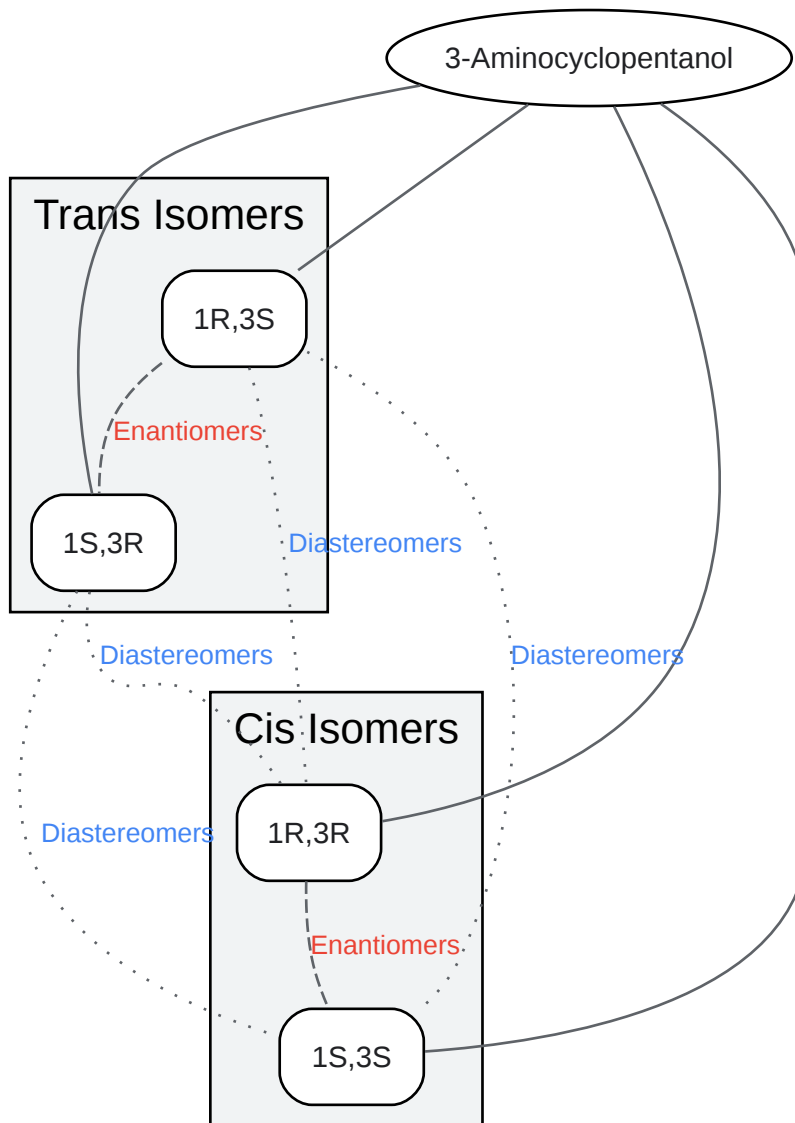 3-Aminocyclopentanol
Trans Isomers
1R,3S
Enantiomers
1S,3R
Diastereomers
Diastereomers
Diastereomers
Cis Isomers
1R,3R
Diastereomers
Enantiomers
1S,3S